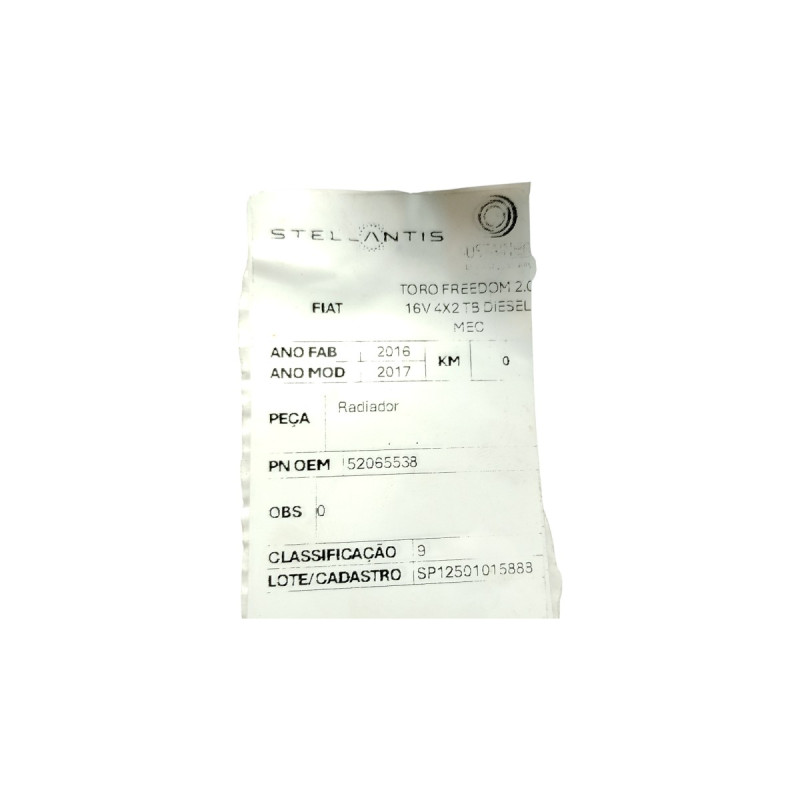 STELLANTIS
FIAT
TORO FREEDOM 2.0
16V 4X2 TB DIESEL
MEC
ANO FAB 2016
ANO MOD 2017
KM 0
PEÇA Radiador
PN OEM 52065538
OBS 0
CLASSIFICAÇÃO 9
LOTE/CADASTRO SP12501015888